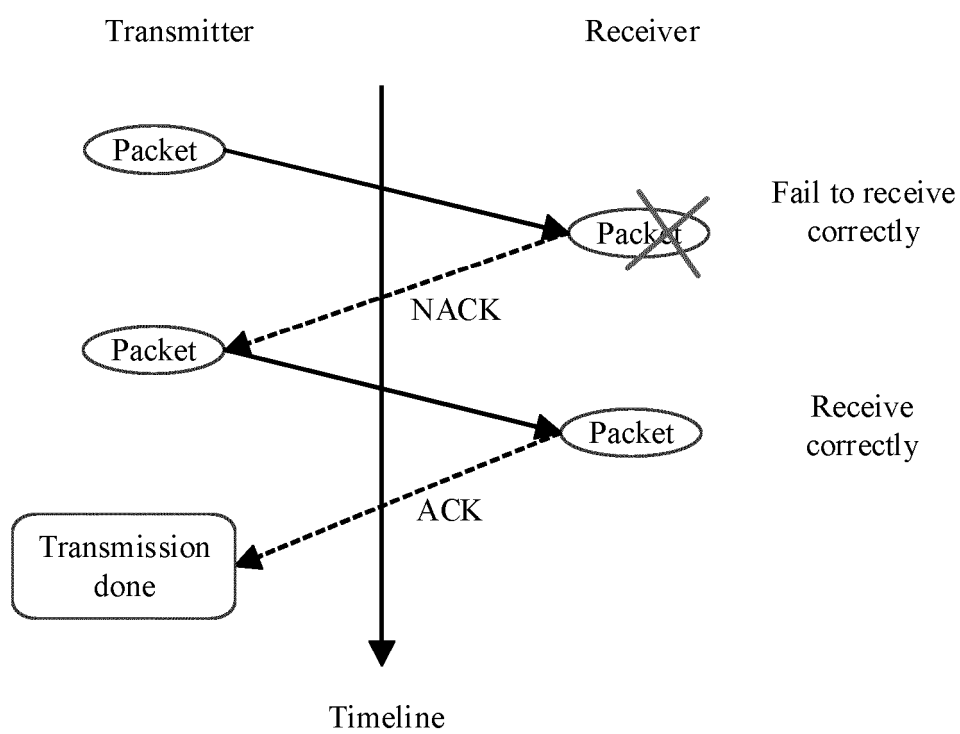 Transmitter
Receiver
Packet
Packet
Fail to receive
correctly
NACK
Packet
Packet
Receive
correctly
ACK
Transmission
done
Timeline